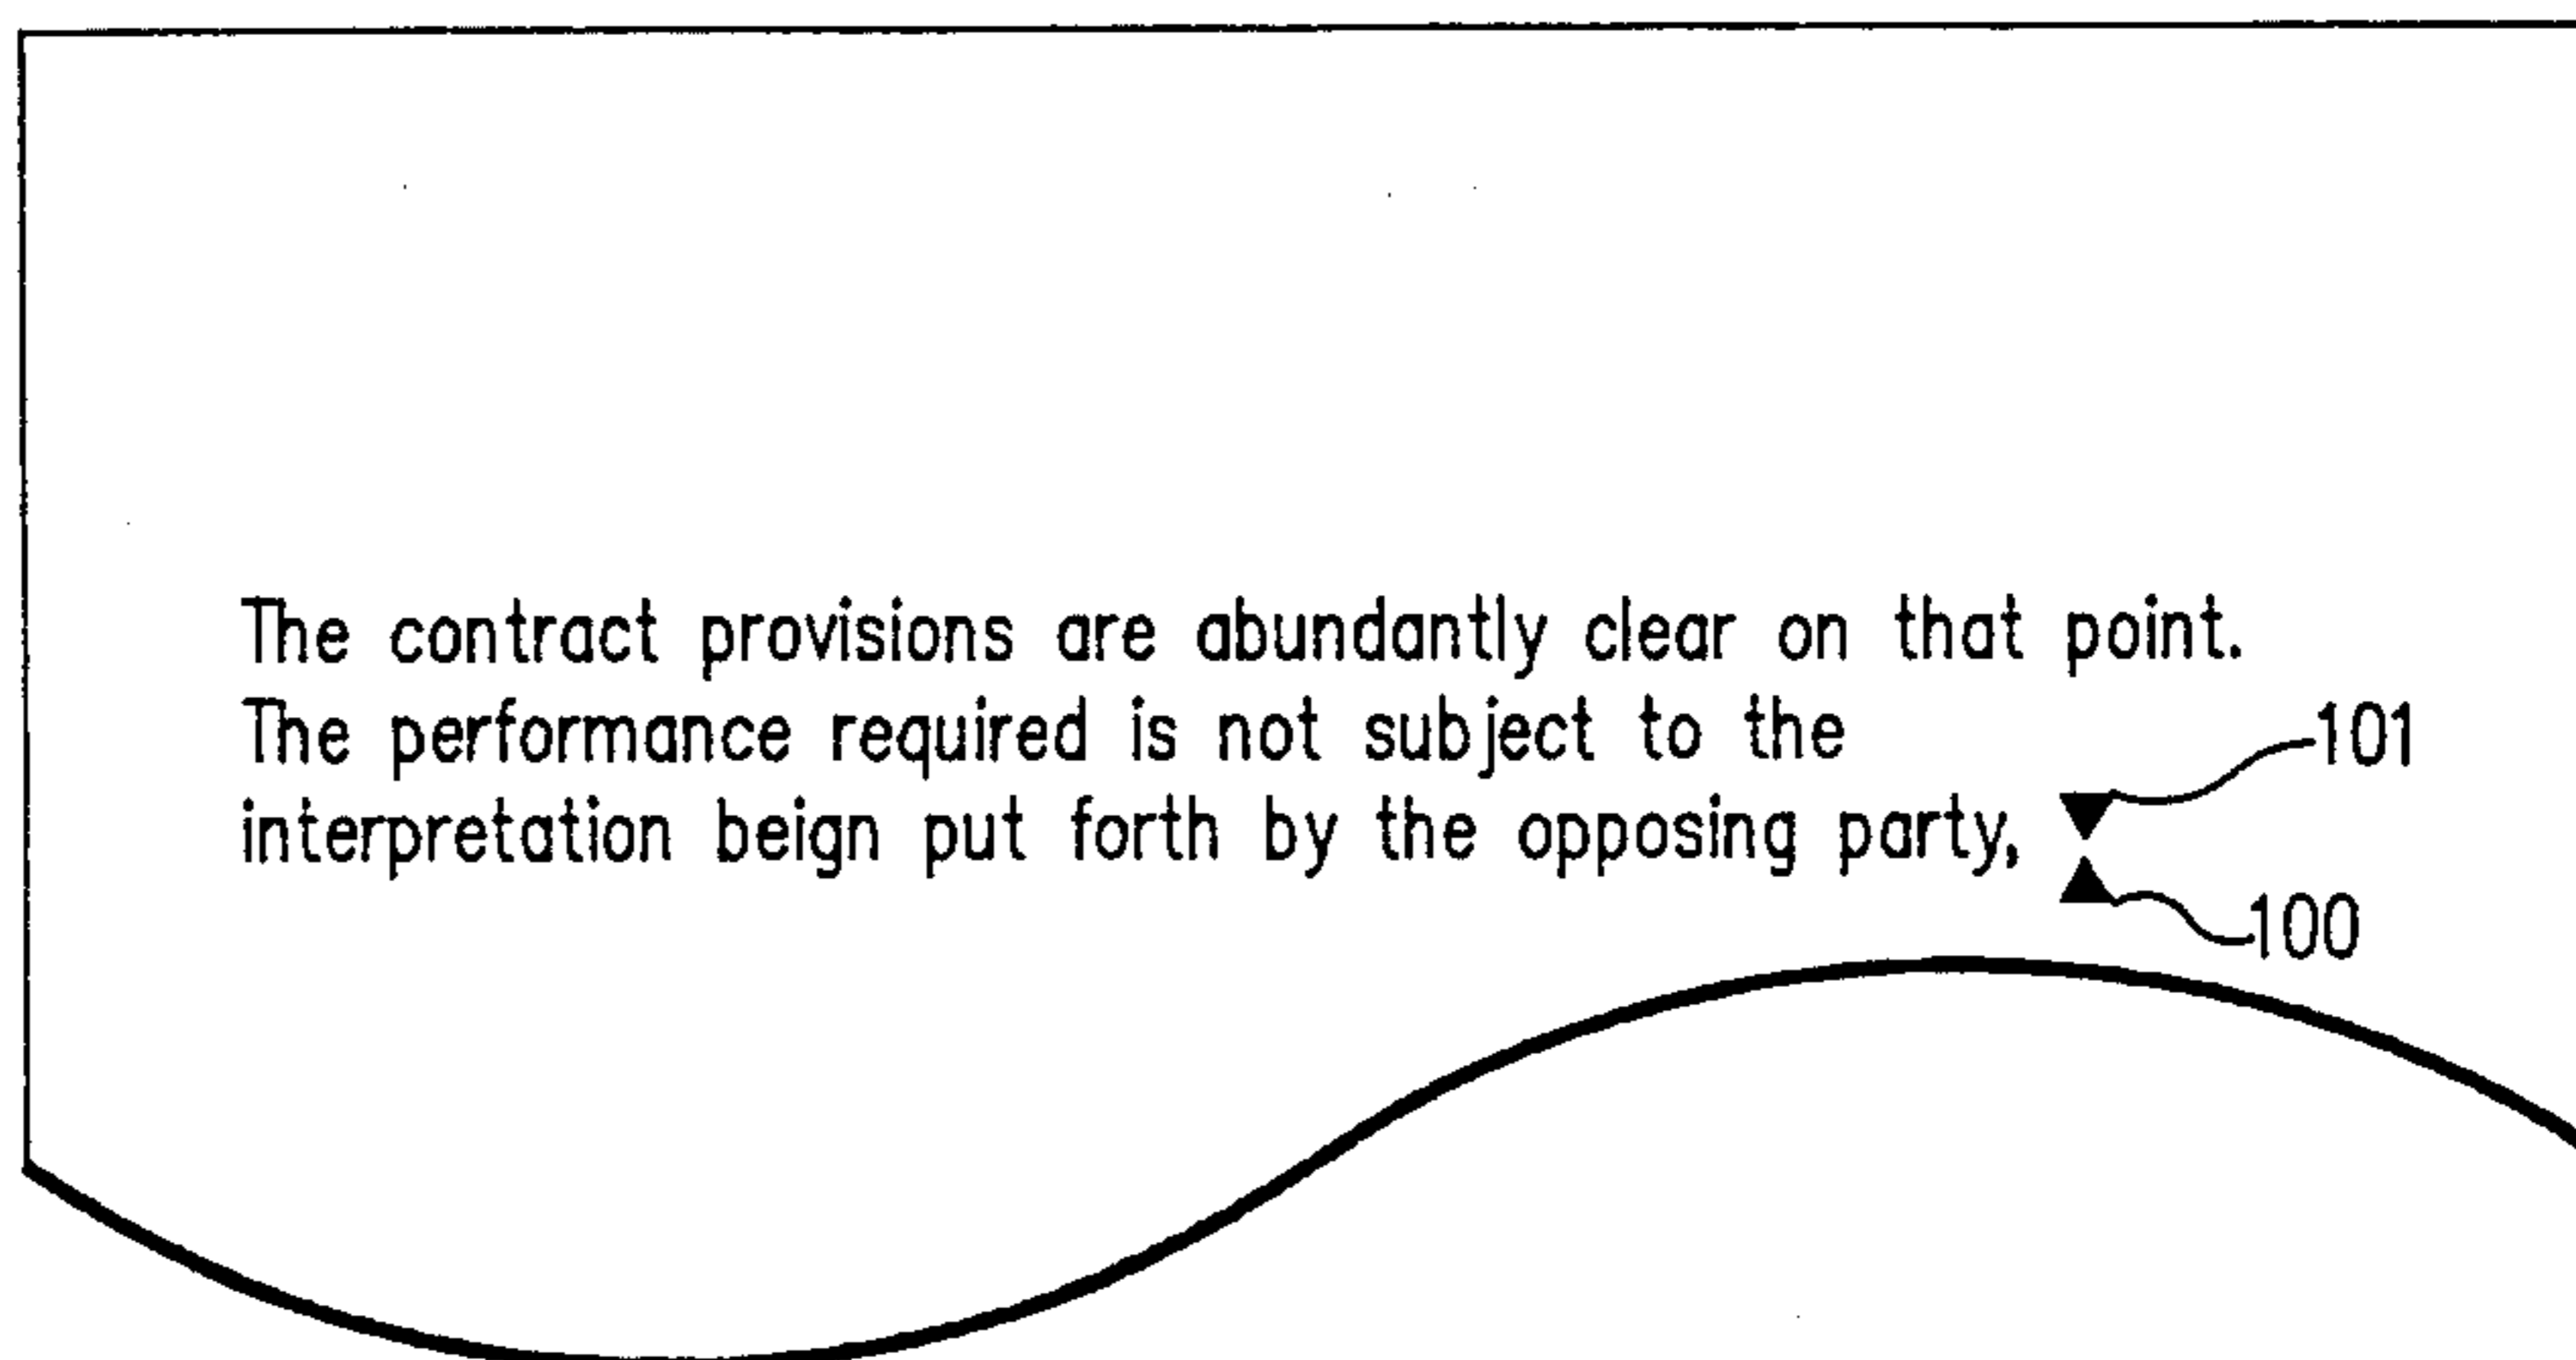 The contract provisions are abundantly clear on that point.
The performance required is not subject to the
101
interpretation beign put forth by the opposing party,
100